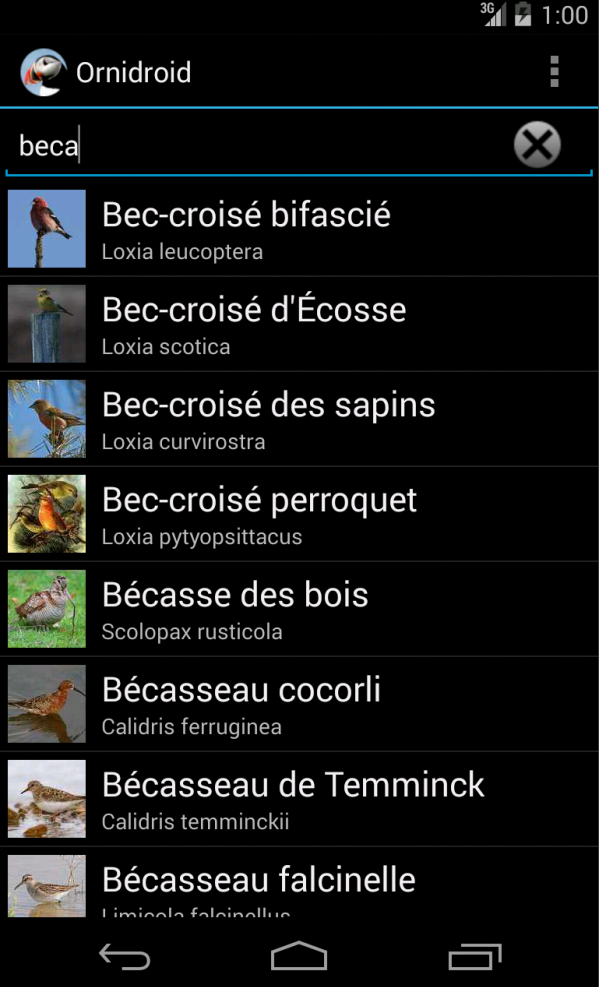 3G 1:00
Ornidroid
beca
Bec-croisé bifascié
Loxia leucoptera
Bec-croisé d'Écosse
Loxia scotica
Bec-croisé des sapins
Loxia curvirostra
Bec-croisé perroquet
Loxia pytyopsittacus
Bécasse des bois
Scolopax rusticola
Bécasseau cocorli
Calidris ferruginea
Bécasseau de Temminck
Calidris temminckii
Bécasseau falcinelle
Limicola falcinellus